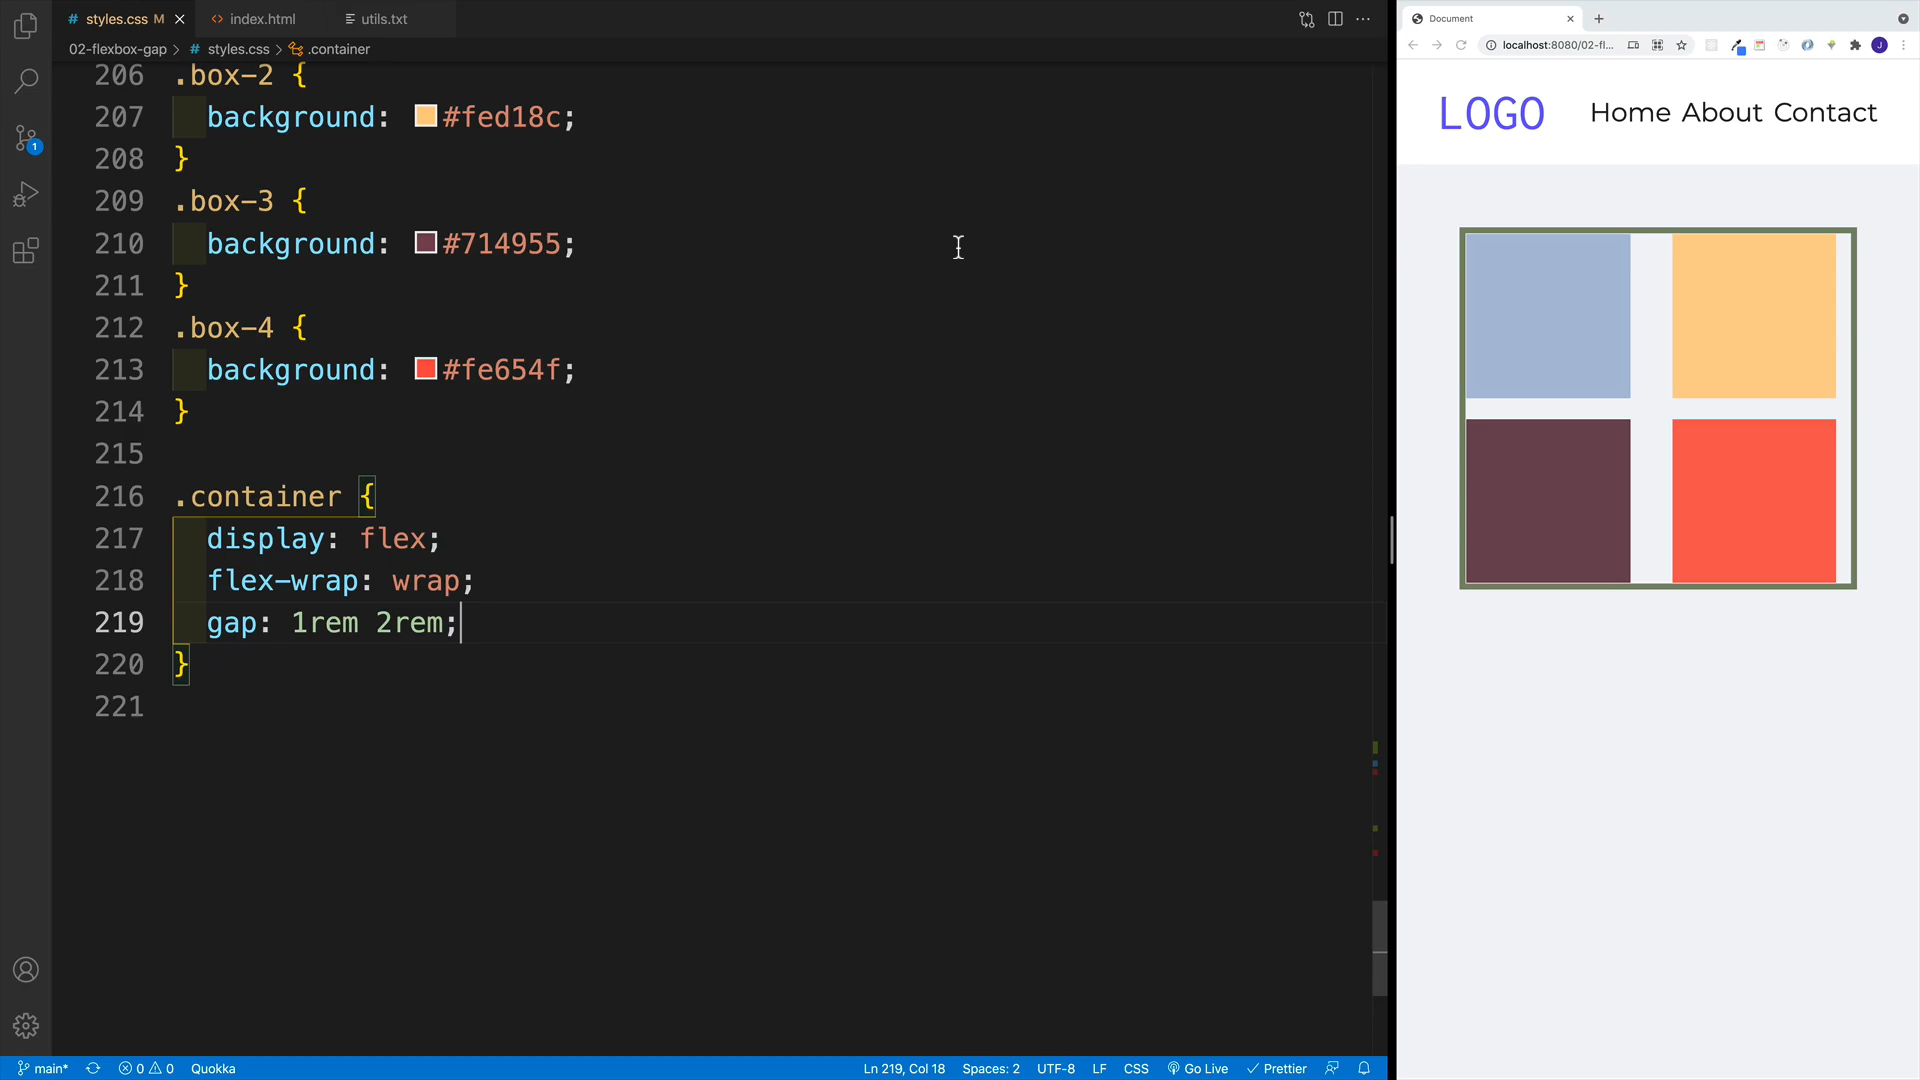 styles.css M
index.html
utils.txt
02-flexbox-gap > styles.css > .container
206 .box-2 {
207 background: #fed18c;
208 }
209 .box-3 {
210 background: #714955;
211 }
212 .box-4 {
213 background: #fe654f;
214 }
215
216 .container {
217 display: flex;
218 flex-wrap: wrap;
219 gap: 1rem 2rem;
220 }
221
1
main*
0 0
Quokka
Ln 219, Col 18
Spaces: 2
UTF-8
LF
CSS
Go Live
Prettier
Document
localhost:8080/02-fl...
J
LOGO
Home About Contact